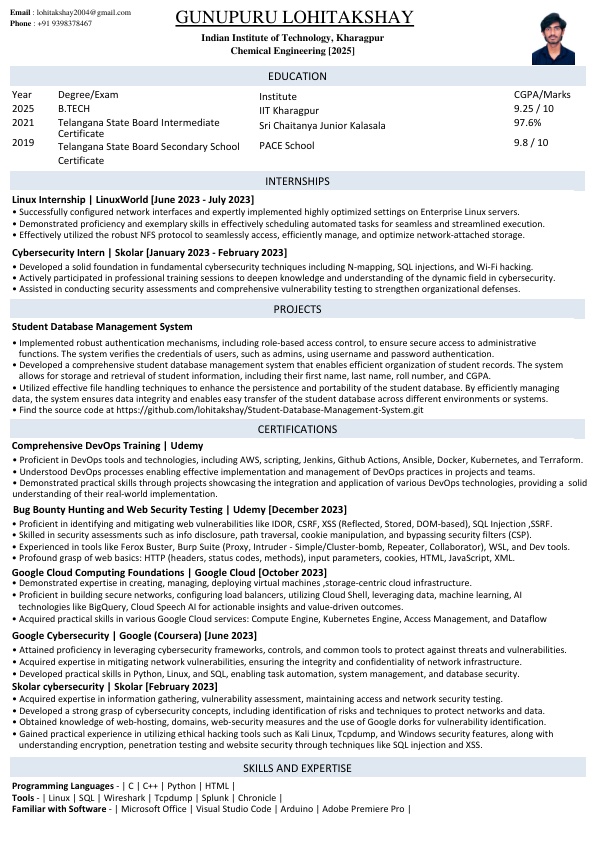 Email : lohitakshay2004@gmail.com
Phone : +91 9398378467
GUNUPURU LOHITAKSHAY
Indian Institute of Technology, Kharagpur
Chemical Engineering [2025]
EDUCATION
Year Degree/Exam Institute CGPA/Marks
2025 B.TECH IIT Kharagpur 9.25 / 10
2021 Telangana State Board Intermediate Certificate Sri Chaitanya Junior Kalasala 97.6%
2019 Telangana State Board Secondary School Certificate PACE School 9.8 / 10
INTERNSHIPS
Linux Internship | LinuxWorld [June 2023 - July 2023]
• Successfully configured network interfaces and expertly implemented highly optimized settings on Enterprise Linux servers.
• Demonstrated proficiency and exemplary skills in effectively scheduling automated tasks for seamless and streamlined execution.
• Effectively utilized the robust NFS protocol to seamlessly access, efficiently manage, and optimize network-attached storage.
Cybersecurity Intern | Skolar [January 2023 - February 2023]
• Developed a solid foundation in fundamental cybersecurity techniques including N-mapping, SQL injections, and Wi-Fi hacking.
• Actively participated in professional training sessions to deepen knowledge and understanding of the dynamic field in cybersecurity.
• Assisted in conducting security assessments and comprehensive vulnerability testing to strengthen organizational defenses.
PROJECTS
Student Database Management System
• Implemented robust authentication mechanisms, including role-based access control, to ensure secure access to administrative
functions. The system verifies the credentials of users, such as admins, using username and password authentication.
• Developed a comprehensive student database management system that enables efficient organization of student records. The system
allows for storage and retrieval of student information, including their first name, last name, roll number, and CGPA.
• Utilized effective file handling techniques to enhance the persistence and portability of the student database. By efficiently managing
data, the system ensures data integrity and enables easy transfer of the student database across different environments or systems.
• Find the source code at https://github.com/lohitakshay/Student-Database-Management-System.git
CERTIFICATIONS
Comprehensive DevOps Training | Udemy
• Proficient in DevOps tools and technologies, including AWS, scripting, Jenkins, Github Actions, Ansible, Docker, Kubernetes, and Terraform.
• Understood DevOps processes enabling effective implementation and management of DevOps practices in projects and teams.
• Demonstrated practical skills through projects showcasing the integration and application of various DevOps technologies, providing a solid
understanding of their real-world implementation.
Bug Bounty Hunting and Web Security Testing | Udemy [December 2023]
• Proficient in identifying and mitigating web vulnerabilities like IDOR, CSRF, XSS (Reflected, Stored, DOM-based), SQL Injection ,SSRF.
• Skilled in security assessments such as info disclosure, path traversal, cookie manipulation, and bypassing security filters (CSP).
• Experienced in tools like Ferox Buster, Burp Suite (Proxy, Intruder - Simple/Cluster-bomb, Repeater, Collaborator), WSL, and Dev tools.
• Profound grasp of web basics: HTTP (headers, status codes, methods), input parameters, cookies, HTML, JavaScript, XML.
Google Cloud Computing Foundations | Google Cloud [October 2023]
• Demonstrated expertise in creating, managing, deploying virtual machines ,storage-centric cloud infrastructure.
• Proficient in building secure networks, configuring load balancers, utilizing Cloud Shell, leveraging data, machine learning, AI
technologies like BigQuery, Cloud Speech AI for actionable insights and value-driven outcomes.
• Acquired practical skills in various Google Cloud services: Compute Engine, Kubernetes Engine, Access Management, and Dataflow
Google Cybersecurity | Google (Coursera) [June 2023]
• Attained proficiency in leveraging cybersecurity frameworks, controls, and common tools to protect against threats and vulnerabilities.
• Acquired expertise in mitigating network vulnerabilities, ensuring the integrity and confidentiality of network infrastructure.
• Developed practical skills in Python, Linux, and SQL, enabling task automation, system management, and database security.
Skolar cybersecurity | Skolar [February 2023]
• Acquired expertise in information gathering, vulnerability assessment, maintaining access and network security testing.
• Developed a strong grasp of cybersecurity concepts, including identification of risks and techniques to protect networks and data.
• Obtained knowledge of web-hosting, domains, web-security measures and the use of Google dorks for vulnerability identification.
• Gained practical experience in utilizing ethical hacking tools such as Kali Linux, Tcpdump, and Windows security features, along with
understanding encryption, penetration testing and website security through techniques like SQL injection and XSS.
SKILLS AND EXPERTISE
Programming Languages - | C | C++ | Python | HTML |
Tools - | Linux | SQL | Wireshark | Tcpdump | Splunk | Chronicle |
Familiar with Software - | Microsoft Office | Visual Studio Code | Arduino | Adobe Premiere Pro |